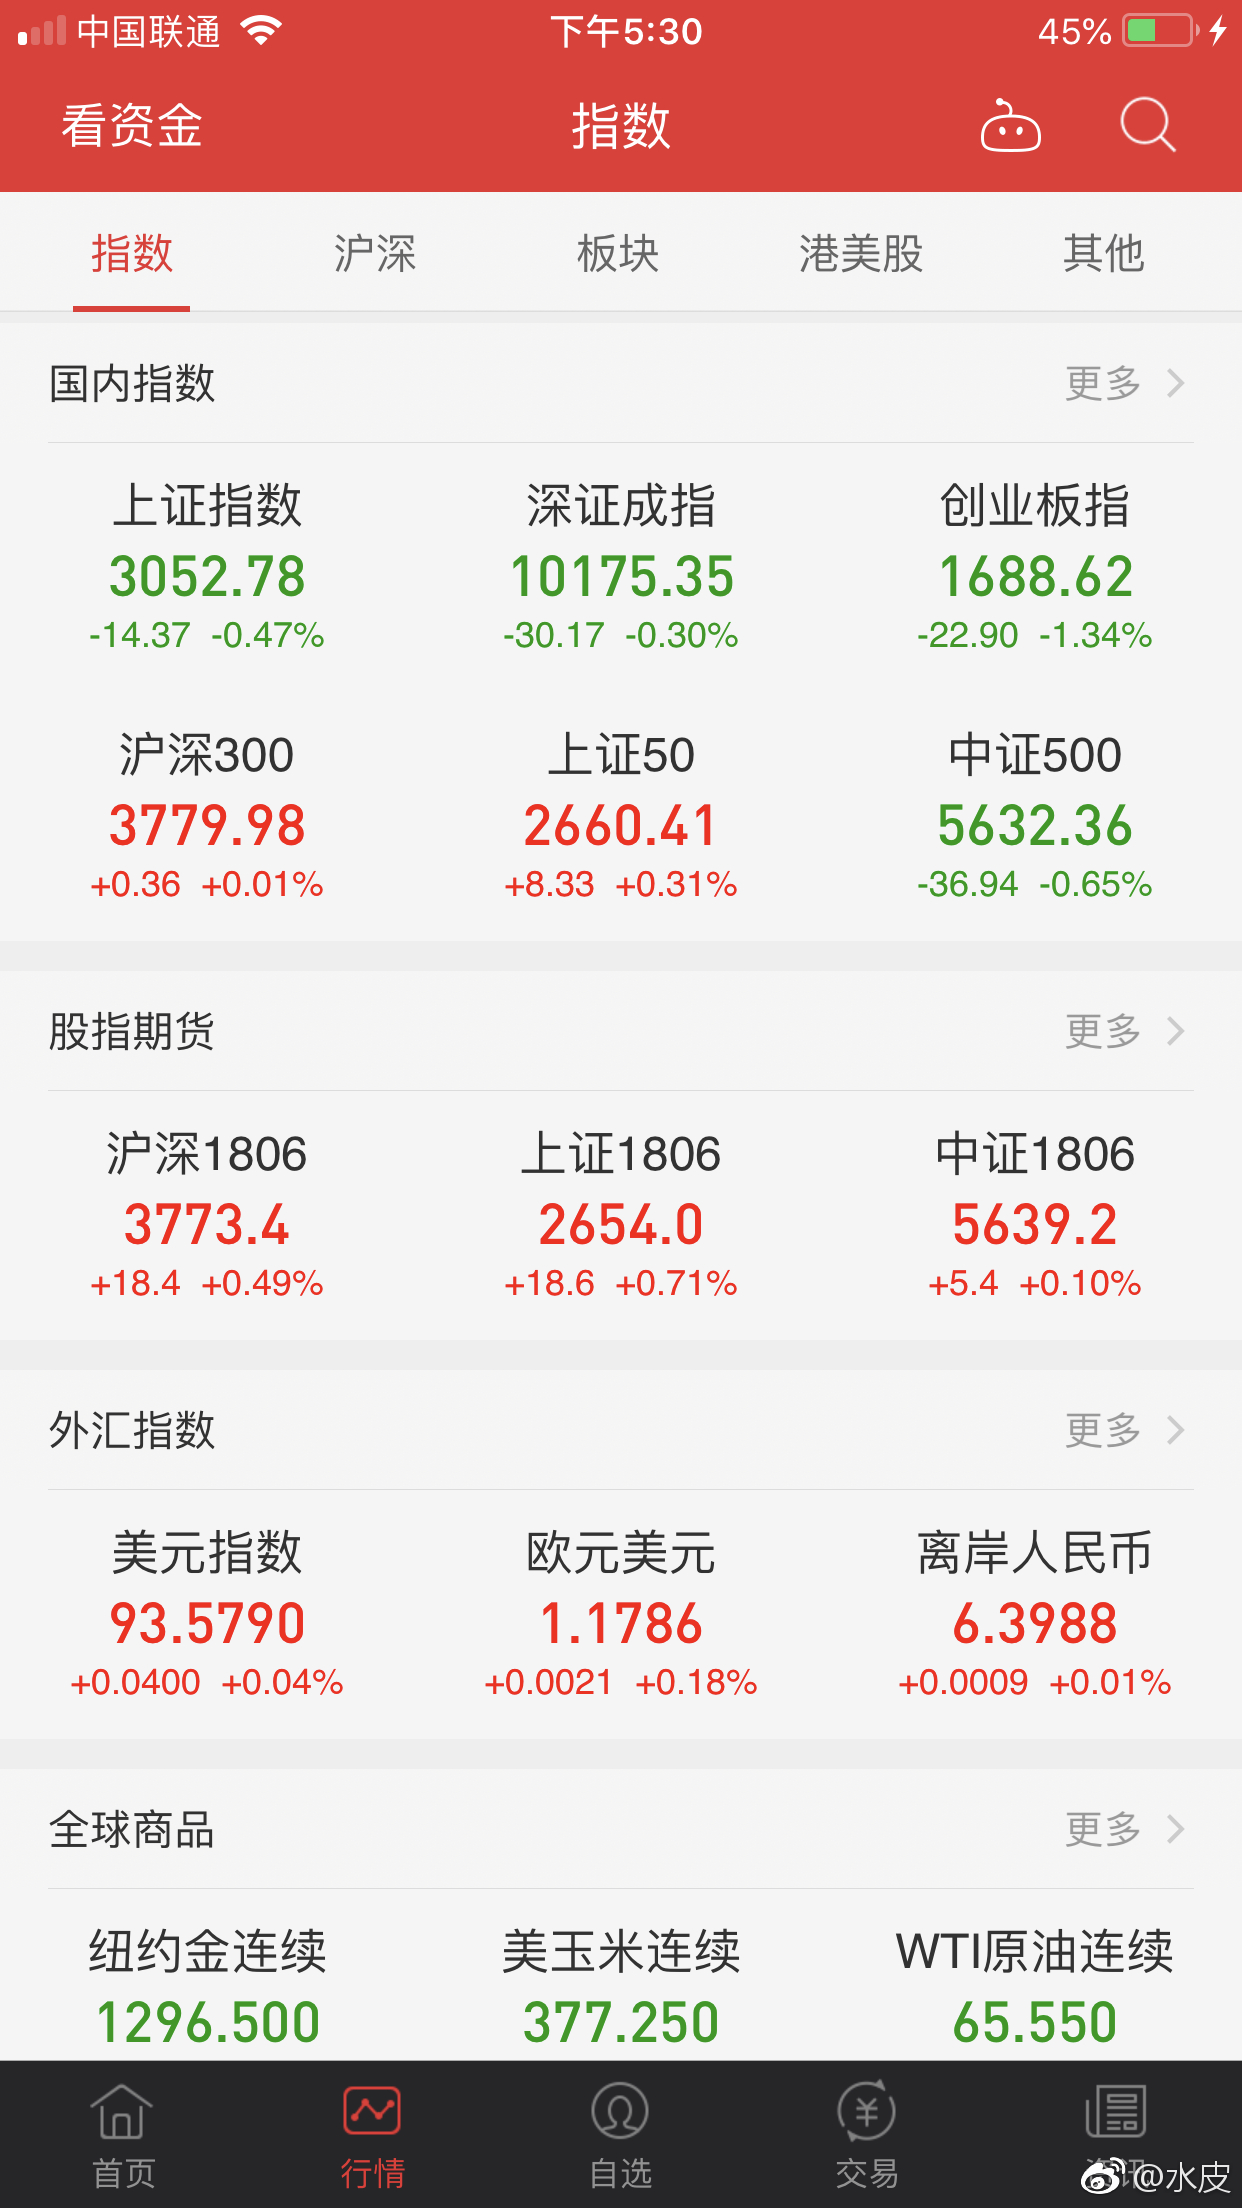 中国联通 下午5:30 45%
看资金 指数
指数 沪深 板块 港美股 其他
国内指数 更多
上证指数 深证成指 创业板指
3052.78 10175.35 1688.62
-14.37 -0.47% -30.17 -0.30% -22.90 -1.34%
沪深300 上证50 中证500
3779.98 2660.41 5632.36
+0.36 +0.01% +8.33 +0.31% -36.94 -0.65%
股指期货 更多
沪深1806 上证1806 中证1806
3773.4 2654.0 5639.2
+18.4 +0.49% +18.6 +0.71% +5.4 +0.10%
外汇指数 更多
美元指数 欧元美元 离岸人民币
93.5790 1.1786 6.3988
+0.0400 +0.04% +0.0021 +0.18% +0.0009 +0.01%
全球商品 更多
纽约金连续 美玉米连续 WTI原油连续
1296.500 377.250 65.550
首页 行情 自选 交易 资讯
@水皮